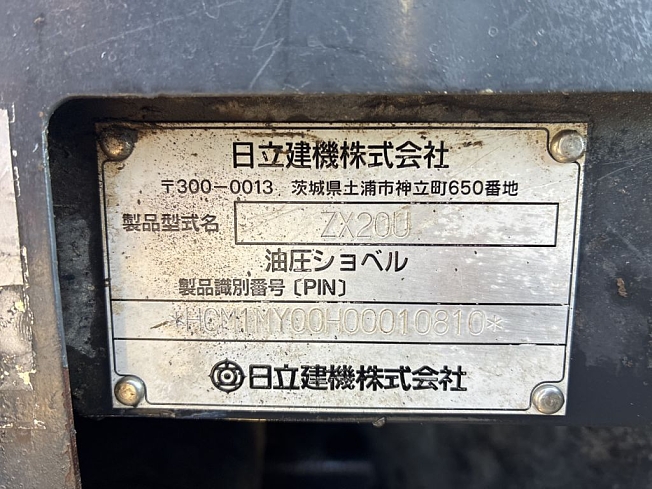 日立建機株式会社
〒300-0013 茨城県土浦市神立町650番地
製品型式名 ZX20U
油圧ショベル
製品識別番号〔PIN〕
*HCM1MY00H00010810*
日立建機株式会社